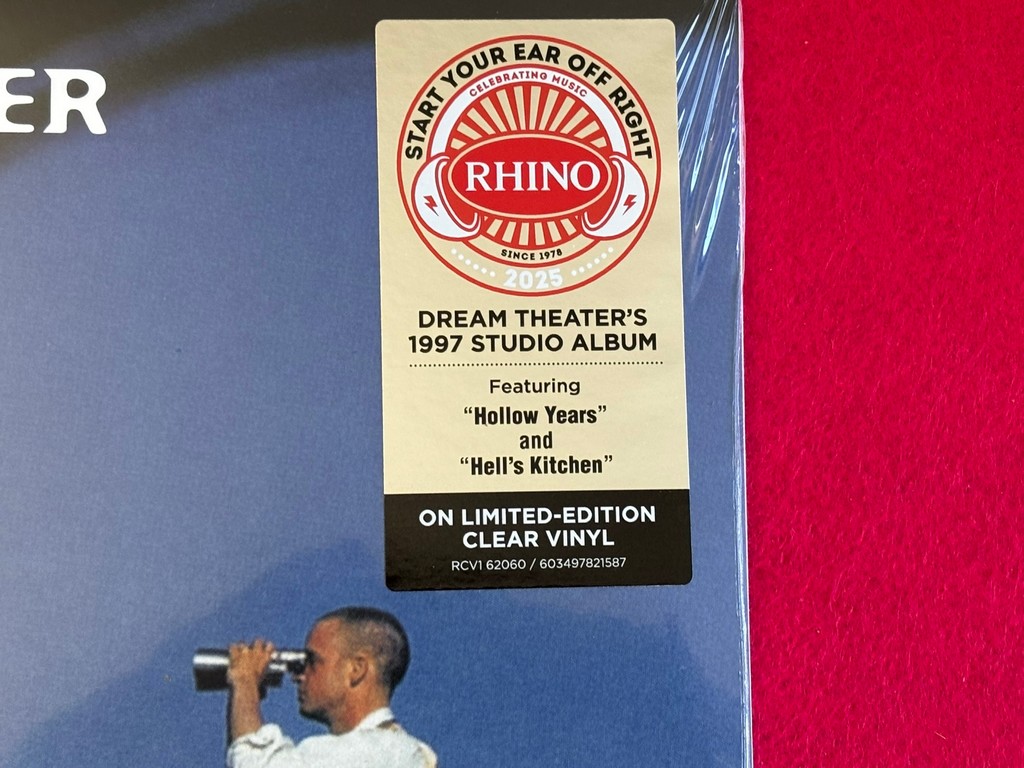 ER
START YOUR EAR OFF RIGHT
CELEBRATING MUSIC
RHINO
SINCE 1978
2025
DREAM THEATER'S
1997 STUDIO ALBUM
Featuring
“Hollow Years”
and
“Hell's Kitchen”
ON LIMITED-EDITION
CLEAR VINYL
RCV1 62060 / 603497821587